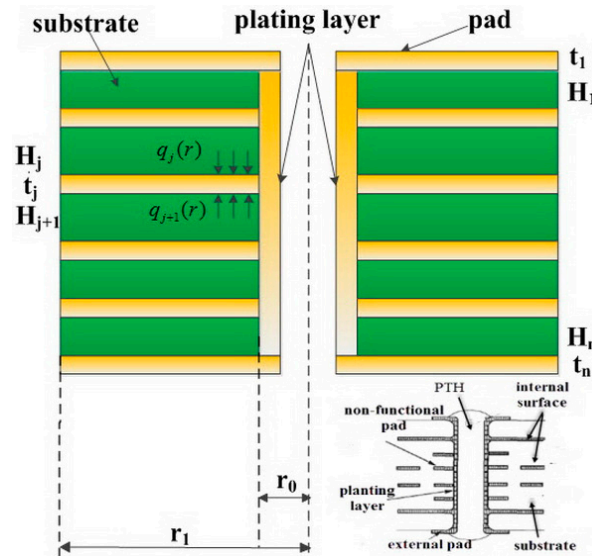 substrate
plating layer
pad
t1
H1
qj(r)
Hj
tj
Hj+1
qj+1(r)
Hn
tn
PTH
internal
surface
non-functional
pad
r0
planting
layer
r1
external pad
substrate